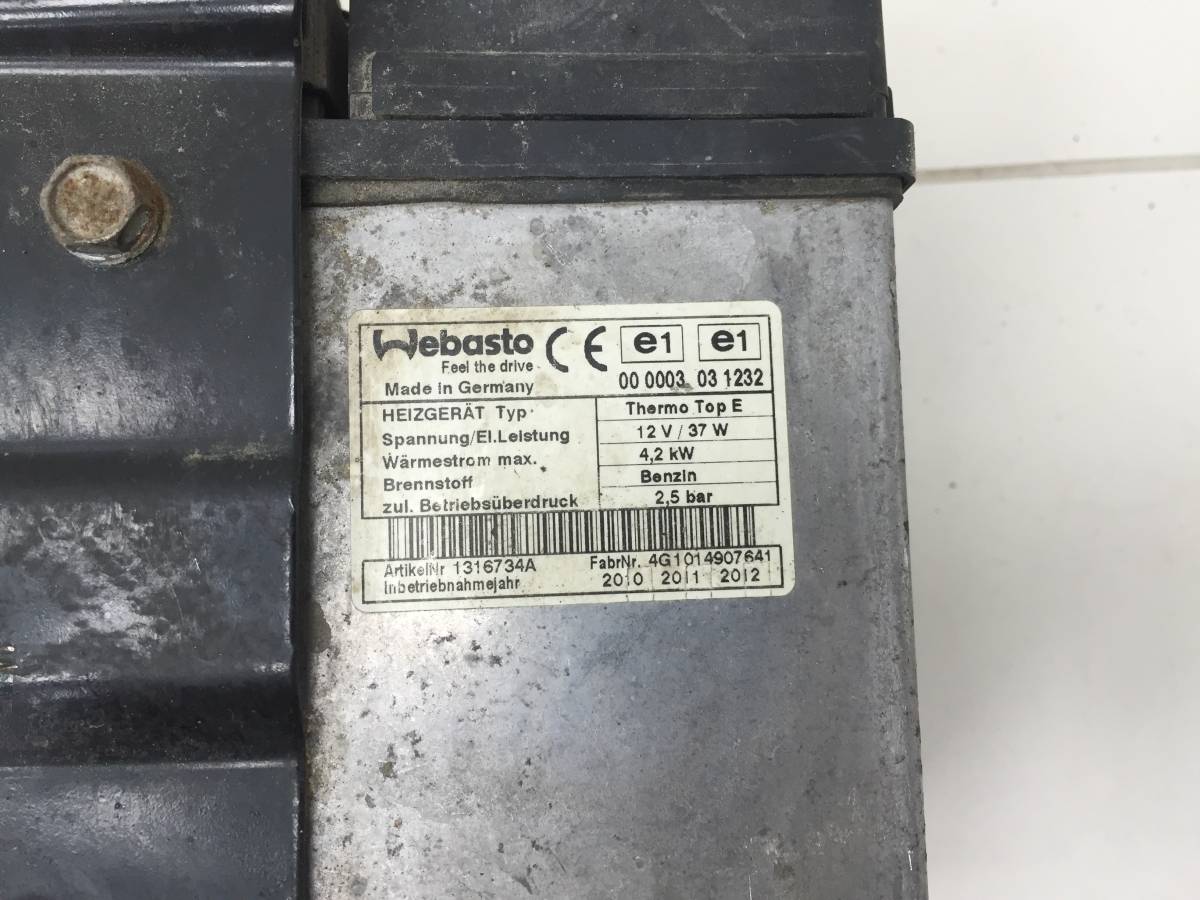 Webasto CE e1 e1
Feel the drive
Made in Germany 00 0003 03 1232
HEIZGERÄT Typ Thermo Top E
Spannung/El.Leistung 12 V / 37 W
Wärmestrom max. 4,2 kW
Brennstoff Benzin
zul. Betriebsüberdruck 2,5 bar
ArtikelNr 1316734A FabrNr. 4G1014907641
Inbetriebnahmejahr 2010 2011 2012